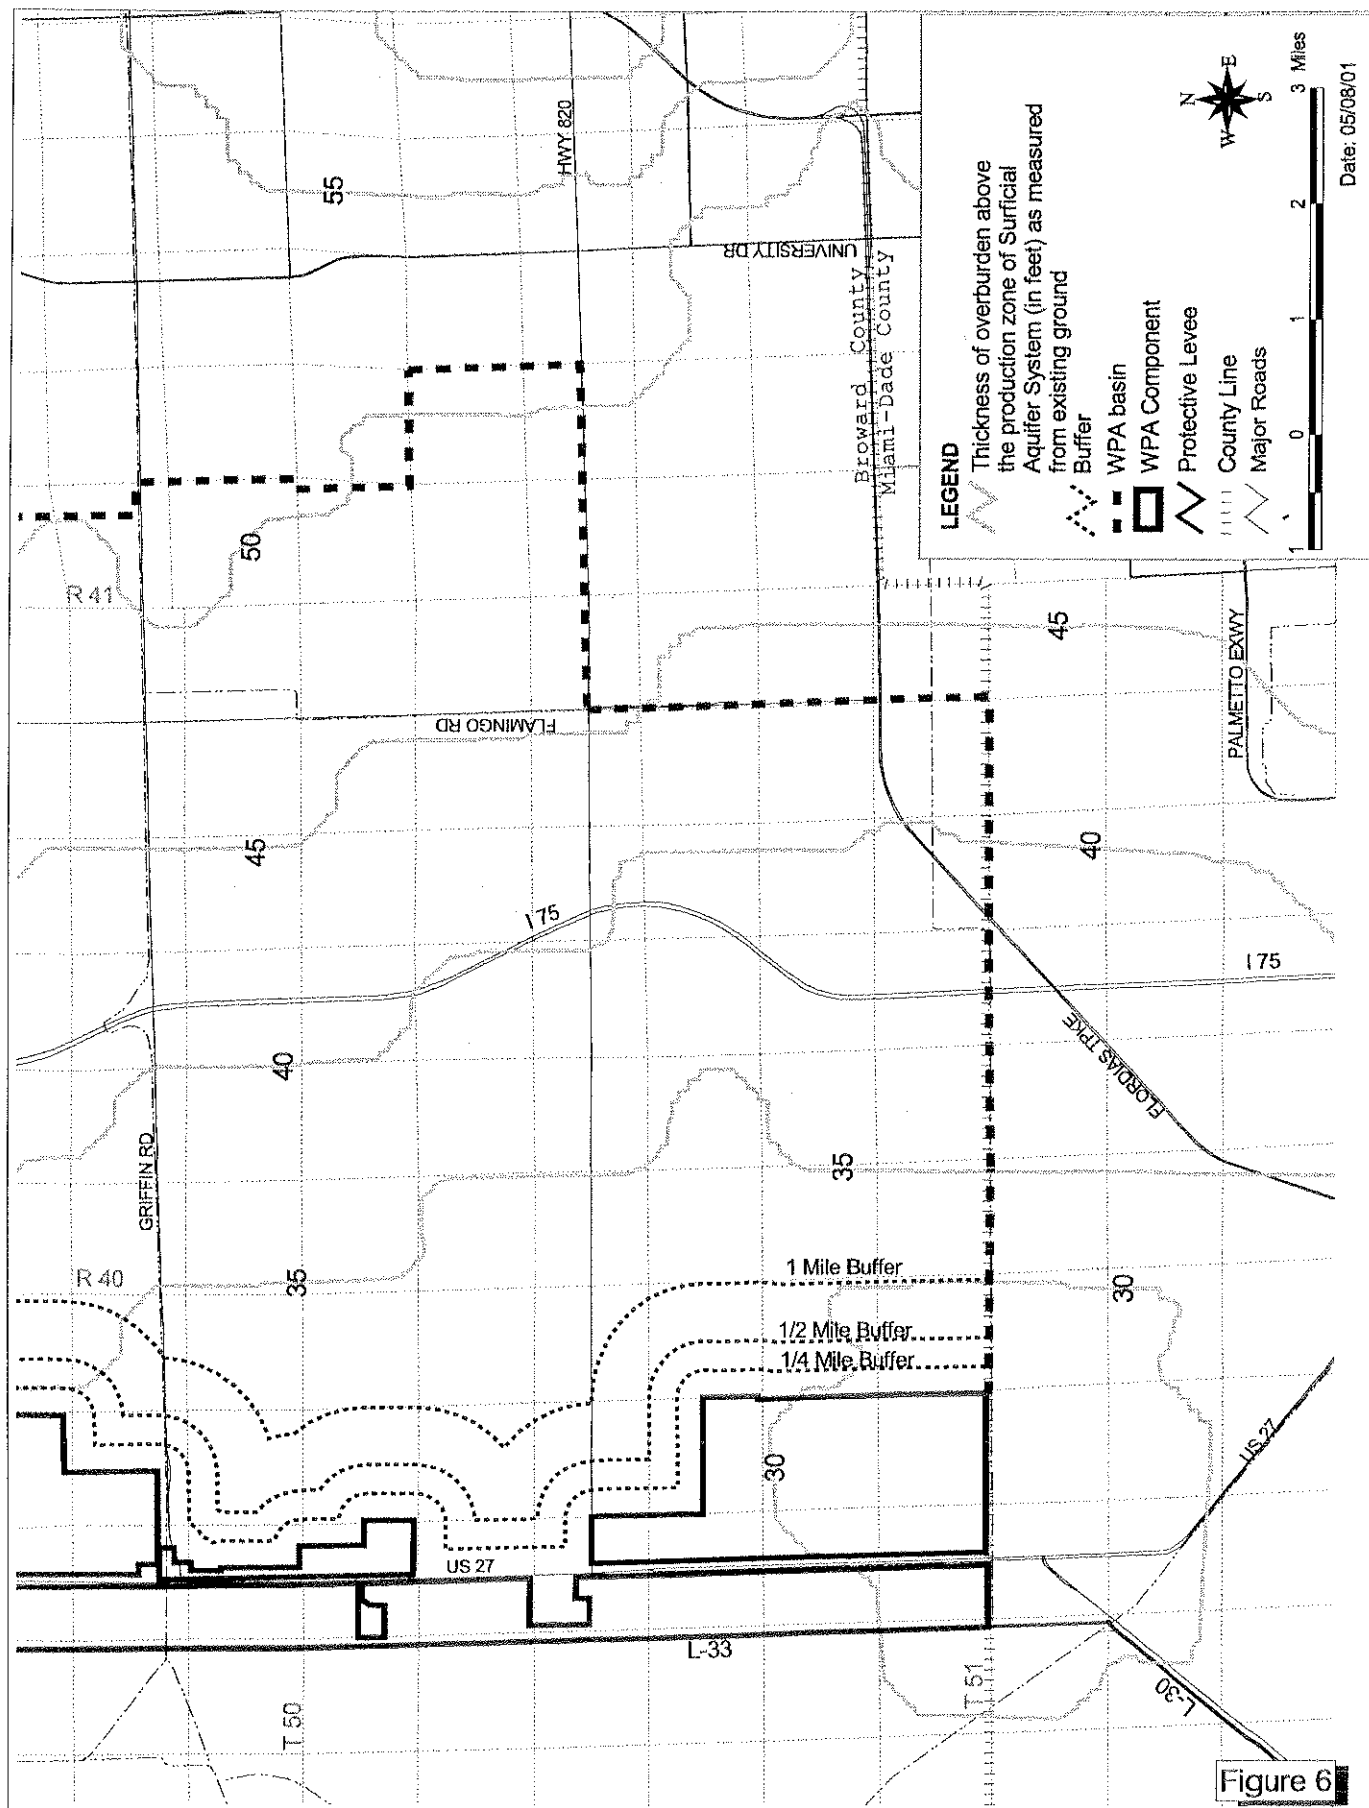 R 41
R 40
GRIFFIN RD
T 50
55
50
45
40
35
HWY 820
UNIVERSITY DR
FLAMINGO RD
I 75
US 27
L-33
Broward County
Miami-Dade County
1 Mile Buffer
1/2 Mile Buffer
1/4 Mile Buffer
35
30
T 51
45
40
30
PALMETTO EXWY
I 75
FLORDIAS TPKE
US 27
L-30
LEGEND
Thickness of overburden above
the production zone of Surficial
Aquifer System (in feet) as measured
from existing ground
Buffer
WPA basin
WPA Component
Protective Levee
County Line
Major Roads
N
W
E
S
1 0 1 2 3 Miles
Date: 05/08/01
Figure 6